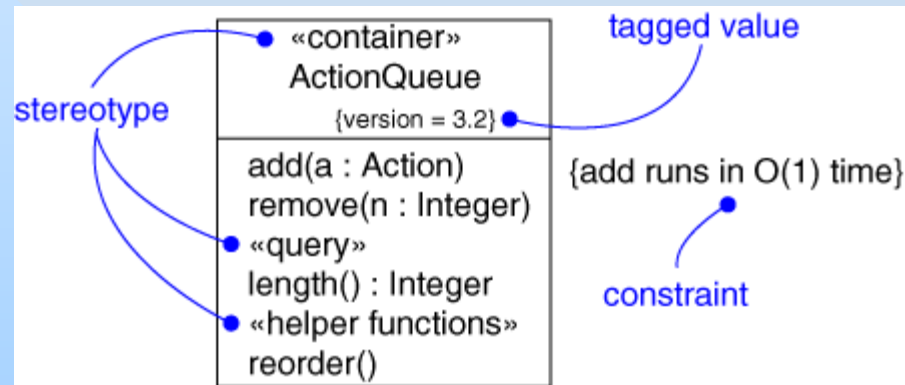 «container»
tagged value
ActionQueue
stereotype
{version = 3.2}
add(a : Action)
{add runs in O(1) time}
remove(n : Integer)
«query»
length() : Integer
constraint
«helper functions»
reorder()